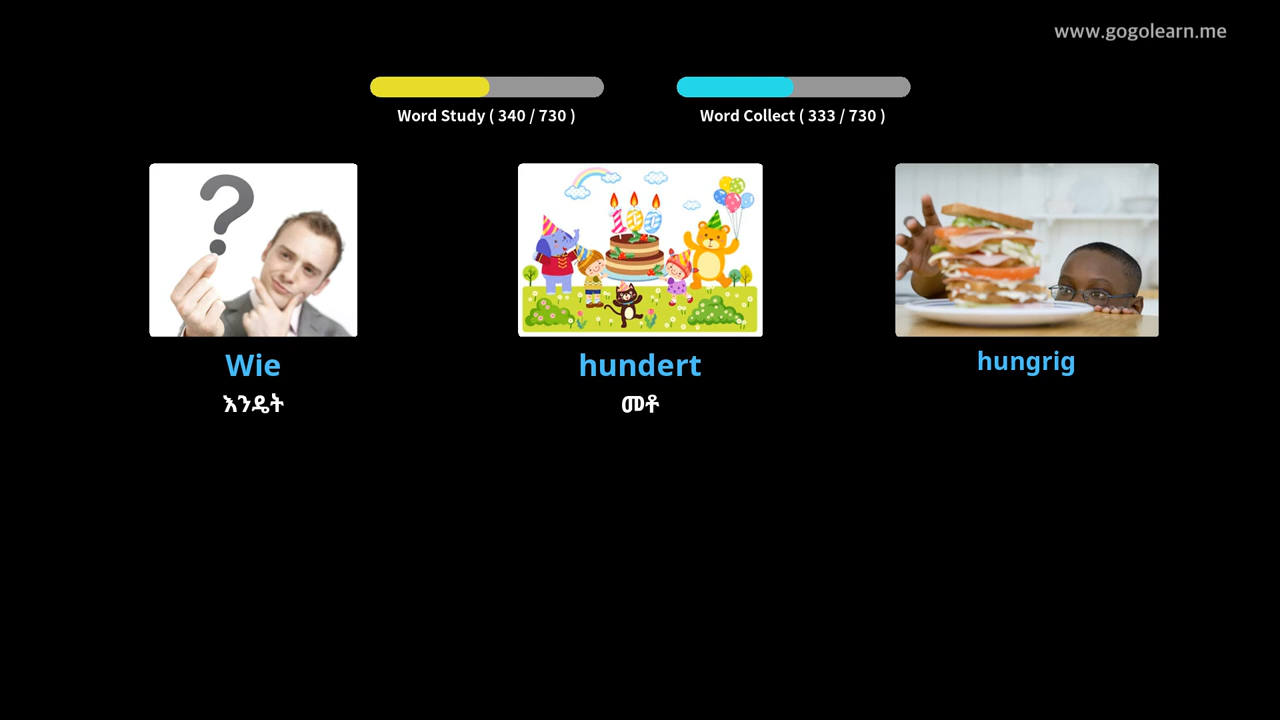 www.gogolearn.me
Word Study ( 340 / 730 )
Word Collect ( 333 / 730 )
Wie
እንዴት
hundert
መቶ
hungrig